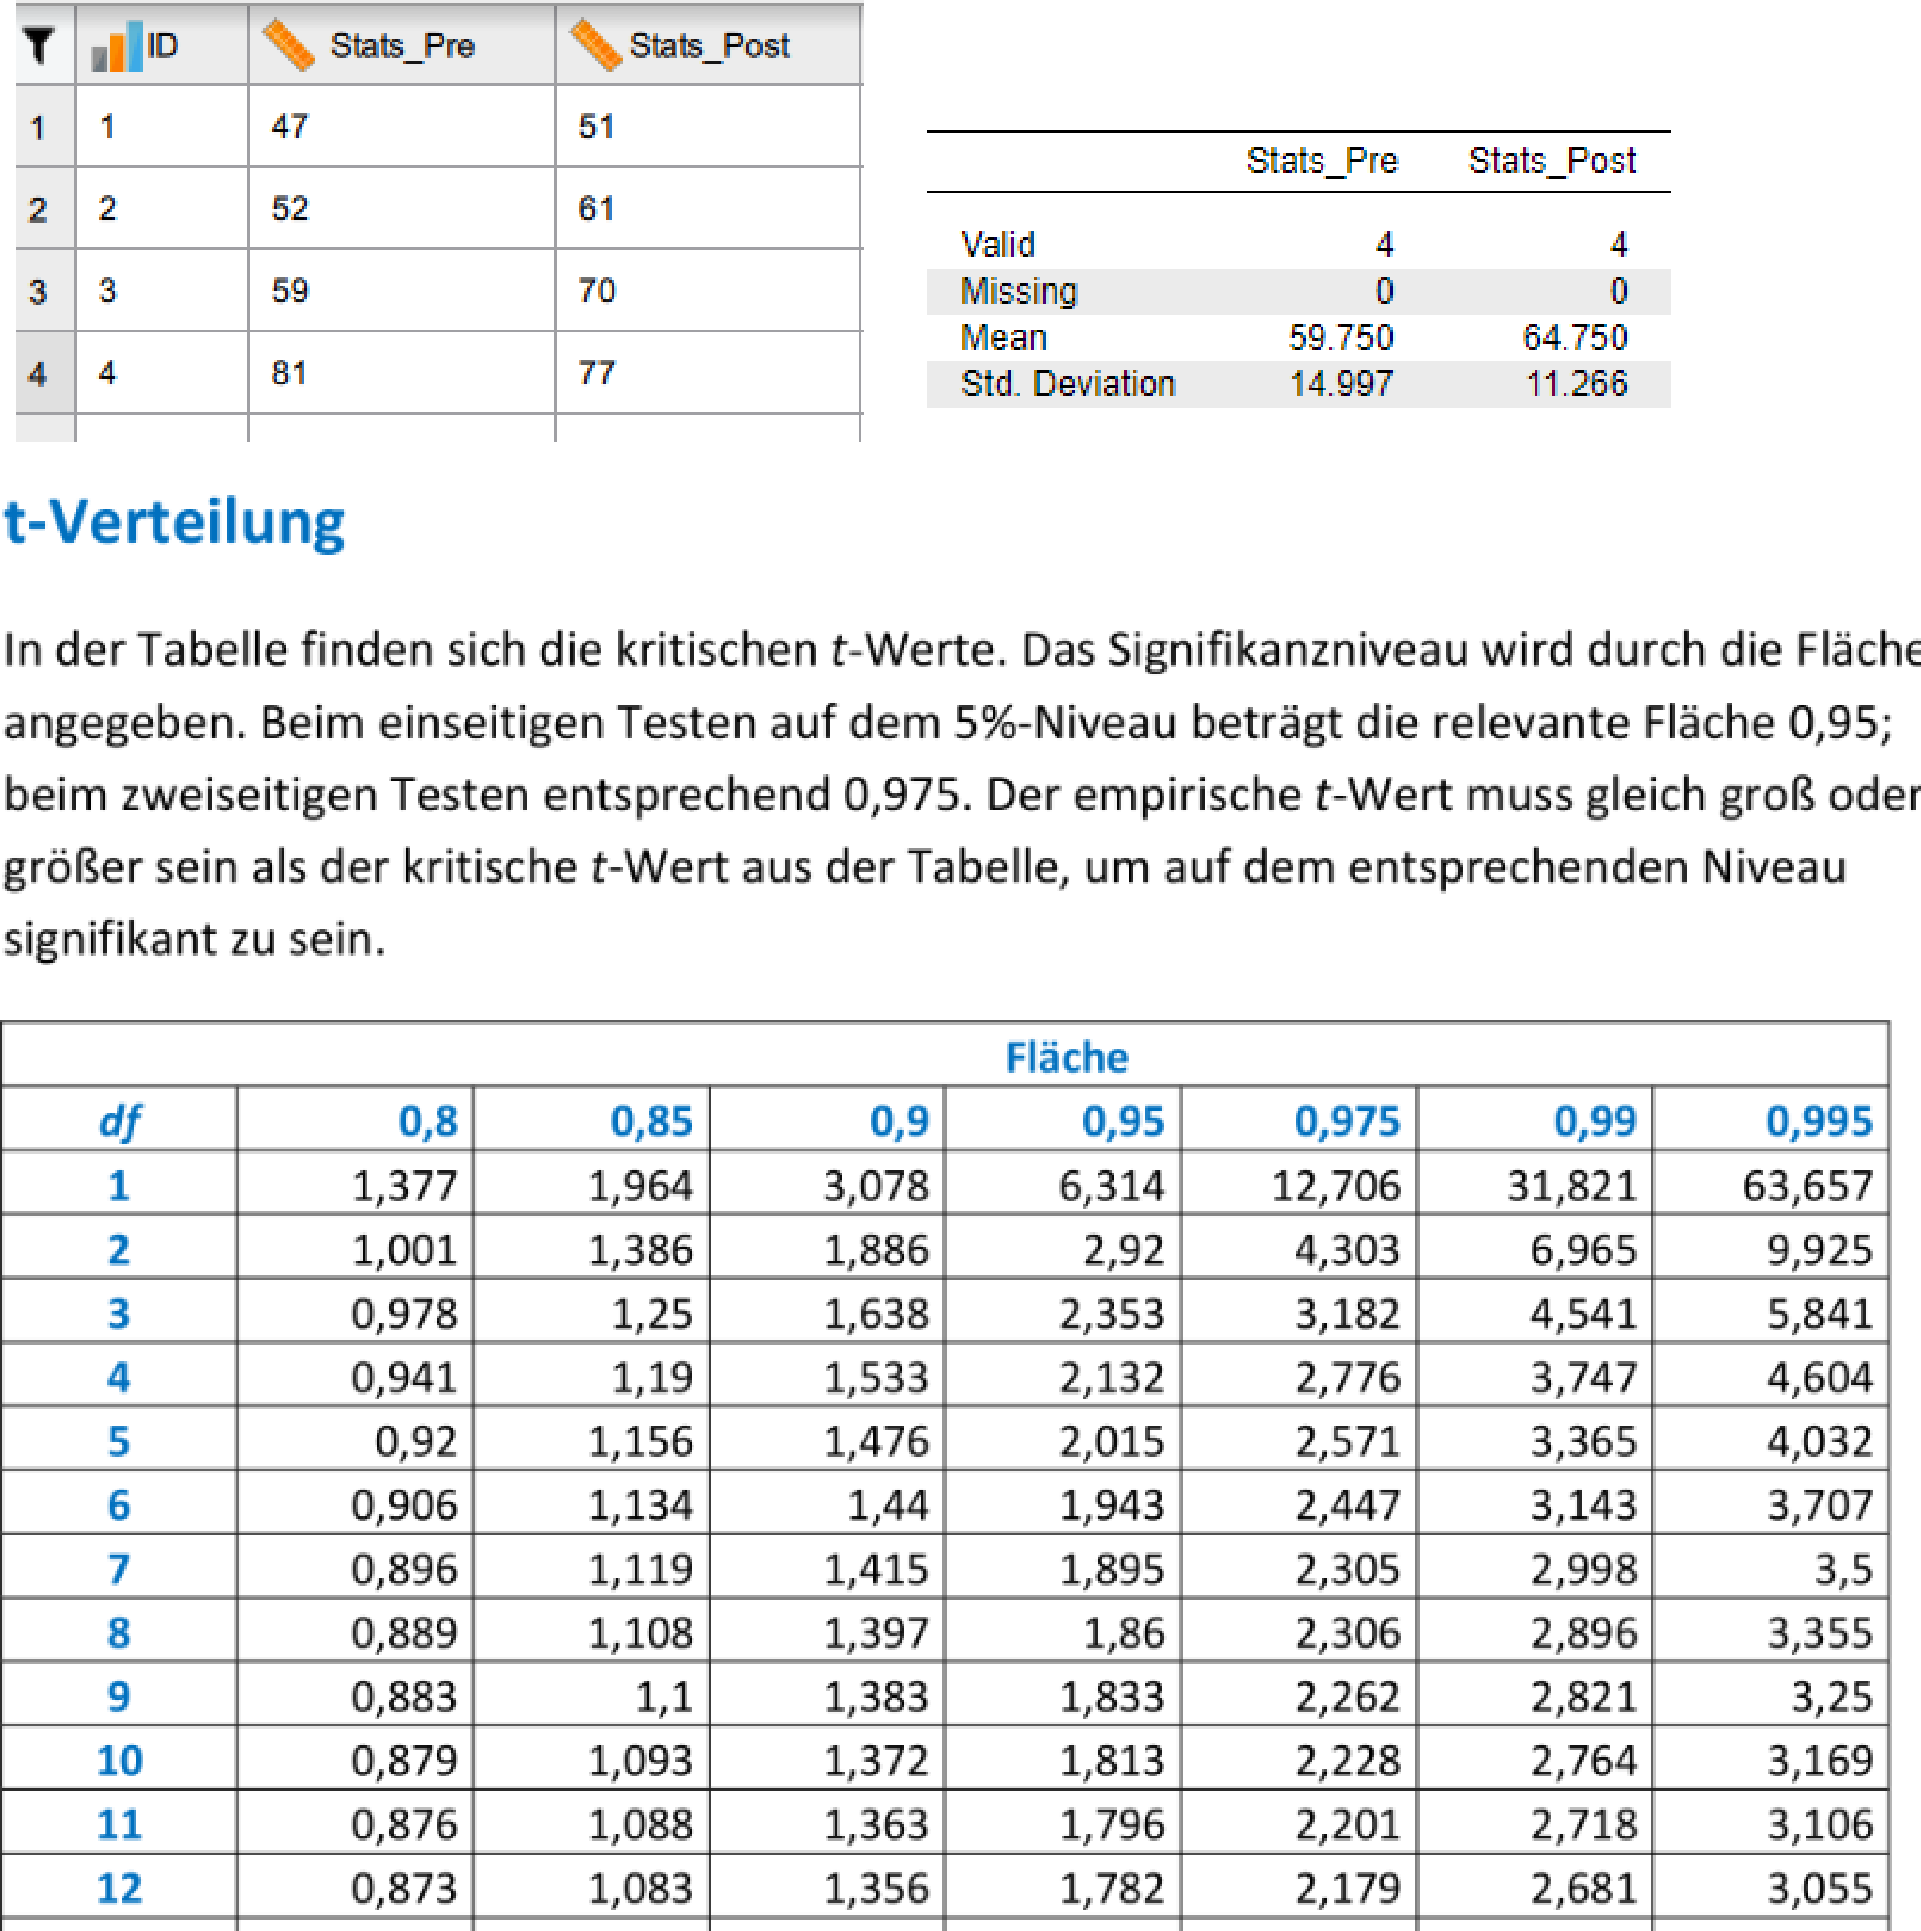 ID Stats_Pre Stats_Post
1 1 47 51
2 2 52 61
3 3 59 70
4 4 81 77
Stats_Pre Stats_Post
Valid 4 4
Missing 0 0
Mean 59.750 64.750
Std. Deviation 14.997 11.266
t-Verteilung
In der Tabelle finden sich die kritischen t-Werte. Das Signifikanzniveau wird durch die Fläche
angegeben. Beim einseitigen Testen auf dem 5%-Niveau beträgt die relevante Fläche 0,95;
beim zweiseitigen Testen entsprechend 0,975. Der empirische t-Wert muss gleich groß oder
größer sein als der kritische t-Wert aus der Tabelle, um auf dem entsprechenden Niveau
signifikant zu sein.
Fläche
df 0,8 0,85 0,9 0,95 0,975 0,99 0,995
1 1,377 1,964 3,078 6,314 12,706 31,821 63,657
2 1,001 1,386 1,886 2,92 4,303 6,965 9,925
3 0,978 1,25 1,638 2,353 3,182 4,541 5,841
4 0,941 1,19 1,533 2,132 2,776 3,747 4,604
5 0,92 1,156 1,476 2,015 2,571 3,365 4,032
6 0,906 1,134 1,44 1,943 2,447 3,143 3,707
7 0,896 1,119 1,415 1,895 2,305 2,998 3,5
8 0,889 1,108 1,397 1,86 2,306 2,896 3,355
9 0,883 1,1 1,383 1,833 2,262 2,821 3,25
10 0,879 1,093 1,372 1,813 2,228 2,764 3,169
11 0,876 1,088 1,363 1,796 2,201 2,718 3,106
12 0,873 1,083 1,356 1,782 2,179 2,681 3,055